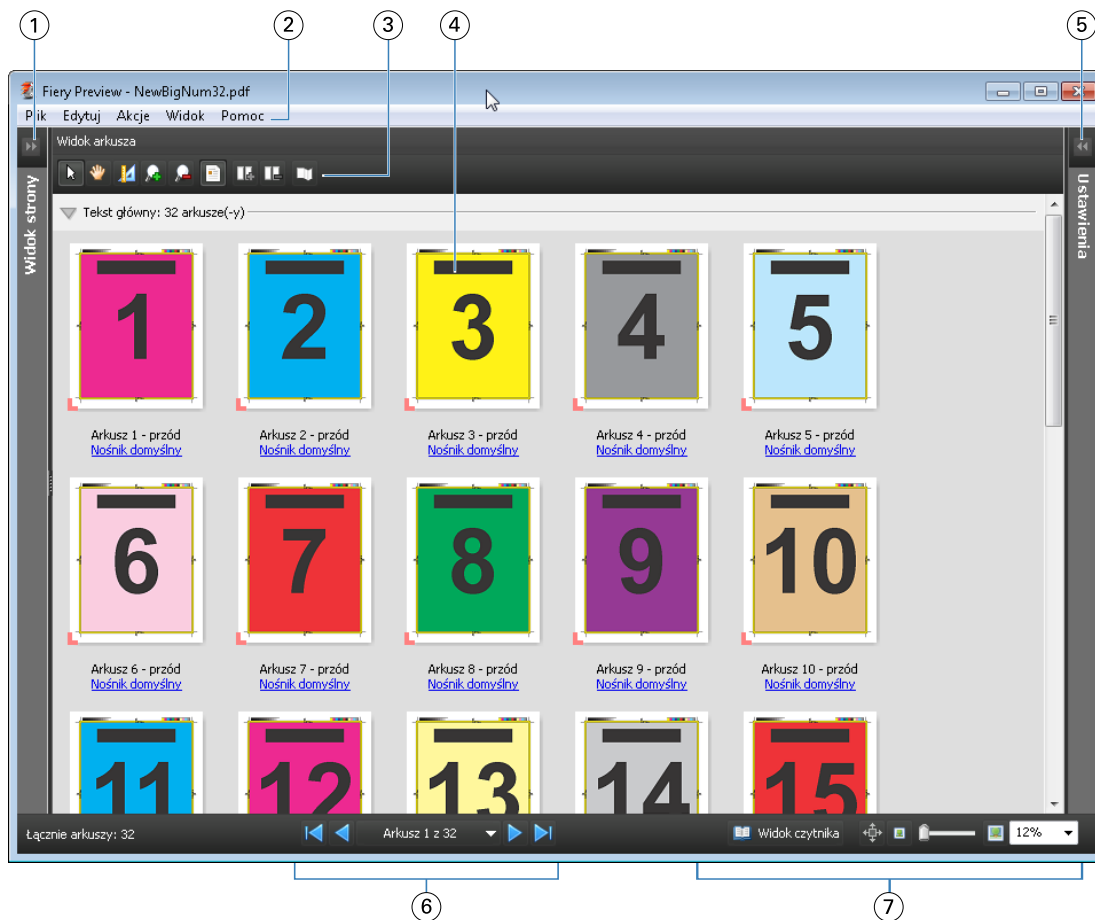 1 2 3 4 5
Fiery Preview - NewBigNum32.pdf
Plik Edytuj Akcje Widok Pomoc
Widok arkusza
Widok strony
Ustawienia
Tekst główny: 32 arkusze(-y)
1 2 3 4 5
Arkusz 1 - przód Arkusz 2 - przód Arkusz 3 - przód Arkusz 4 - przód Arkusz 5 - przód
Nośnik domyślny Nośnik domyślny Nośnik domyślny Nośnik domyślny Nośnik domyślny
6 7 8 9 10
Arkusz 6 - przód Arkusz 7 - przód Arkusz 8 - przód Arkusz 9 - przód Arkusz 10 - przód
Nośnik domyślny Nośnik domyślny Nośnik domyślny Nośnik domyślny Nośnik domyślny
11 12 13 14 15
Łącznie arkuszy: 32 Arkusz 1 z 32 Widok czytnika 12%
6 7